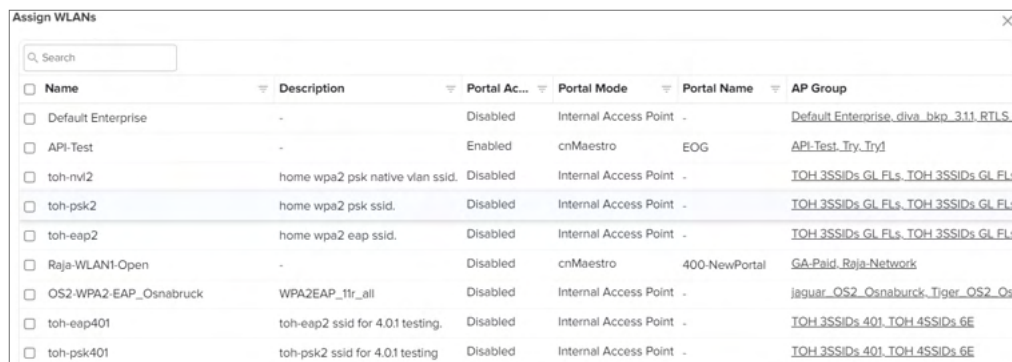 Assign WLANs
Search
Name Description Portal Ac... Portal Mode Portal Name AP Group
Default Enterprise - Disabled Internal Access Point - Default Enterprise, diva_bkp_3.1.1, RTLS_
API-Test - Enabled cnMaestro EOG API-Test, Try, Try1
toh-nvl2 home wpa2 psk native vlan ssid. Disabled Internal Access Point - TOH 3SSIDs GL FLs, TOH 3SSIDs GL FLs
toh-psk2 home wpa2 psk ssid. Disabled Internal Access Point - TOH 3SSIDs GL FLs, TOH 3SSIDs GL FLs
toh-eap2 home wpa2 eap ssid. Disabled Internal Access Point - TOH 3SSIDs GL FLs, TOH 3SSIDs GL FLs
Raja-WLAN1-Open - Disabled cnMaestro 400-NewPortal GA-Paid, Raja-Network
OS2-WPA2-EAP_Osnabruck WPA2EAP_11r_all Disabled Internal Access Point - jaguar_OS2_Osnaburck, Tiger_OS2_Os
toh-eap401 toh-eap2 ssid for 4.0.1 testing. Disabled Internal Access Point - TOH 3SSIDs 401, TOH 4SSIDs 6E
toh-psk401 toh-psk2 ssid for 4.0.1 testing Disabled Internal Access Point - TOH 3SSIDs 401, TOH 4SSIDs 6E